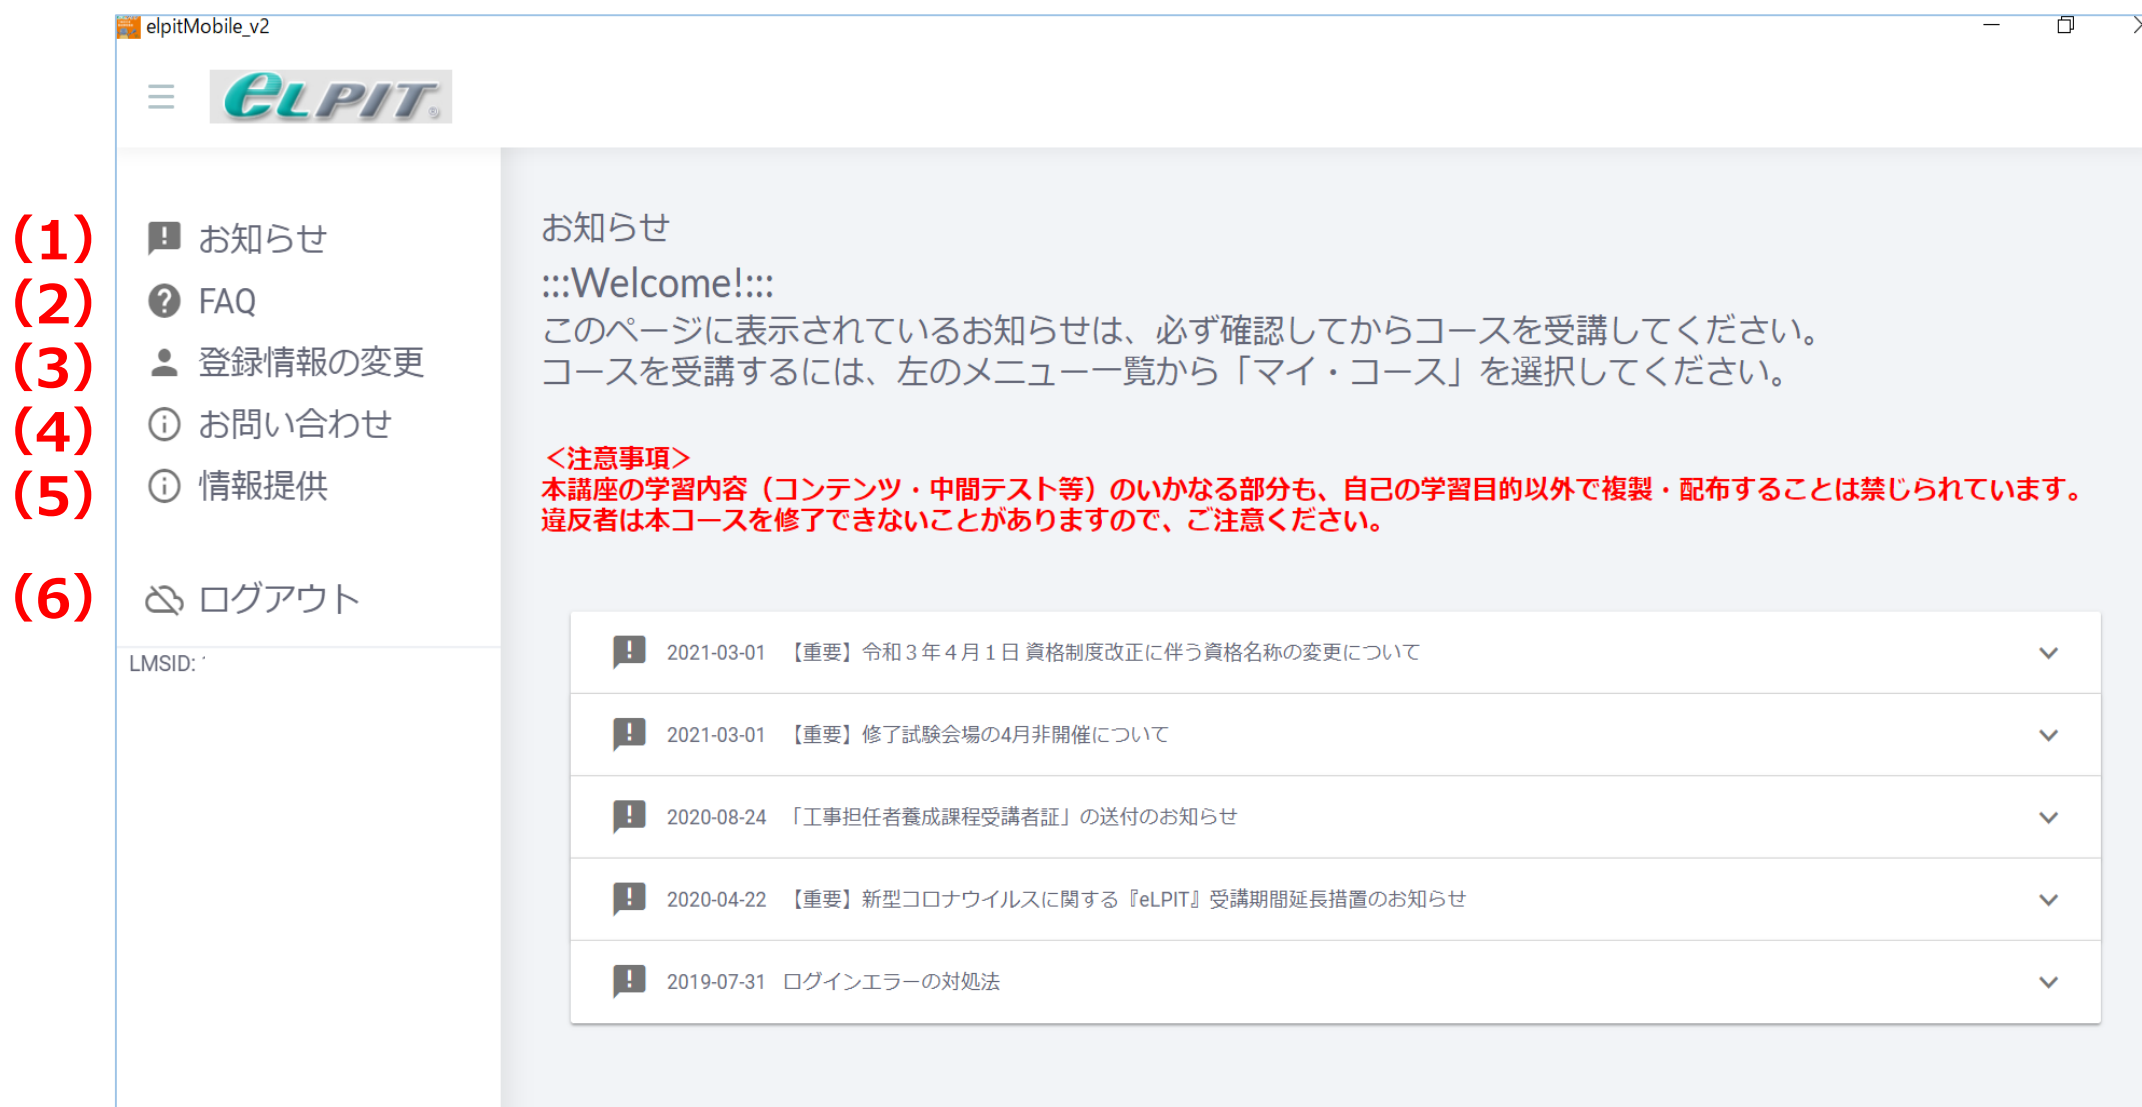 elpitMobile_v2
eLPIT®
(1) お知らせ
(2) FAQ
(3) 登録情報の変更
(4) お問い合わせ
(5) 情報提供
(6) ログアウト
LMSID:
お知らせ
:::Welcome!:::
このページに表示されているお知らせは、必ず確認してからコースを受講してください。
コースを受講するには、左のメニュー一覧から「マイ・コース」を選択してください。
＜注意事項＞
本講座の学習内容（コンテンツ・中間テスト等）のいかなる部分も、自己の学習目的以外で複製・配布することは禁じられています。
違反者は本コースを修了できないことがありますので、ご注意ください。
2021-03-01 【重要】令和３年４月１日 資格制度改正に伴う資格名称の変更について
2021-03-01 【重要】修了試験会場の4月非開催について
2020-08-24 「工事担任者養成課程受講者証」の送付のお知らせ
2020-04-22 【重要】新型コロナウイルスに関する『eLPIT』受講期間延長措置のお知らせ
2019-07-31 ログインエラーの対処法